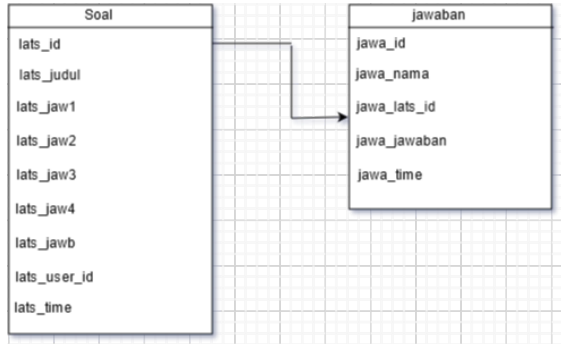 Soal
lats_id
lats_judul
lats_jaw1
lats_jaw2
lats_jaw3
lats_jaw4
lats_jawb
lats_user_id
lats_time
jawaban
jawa_id
jawa_nama
jawa_lats_id
jawa_jawaban
jawa_time